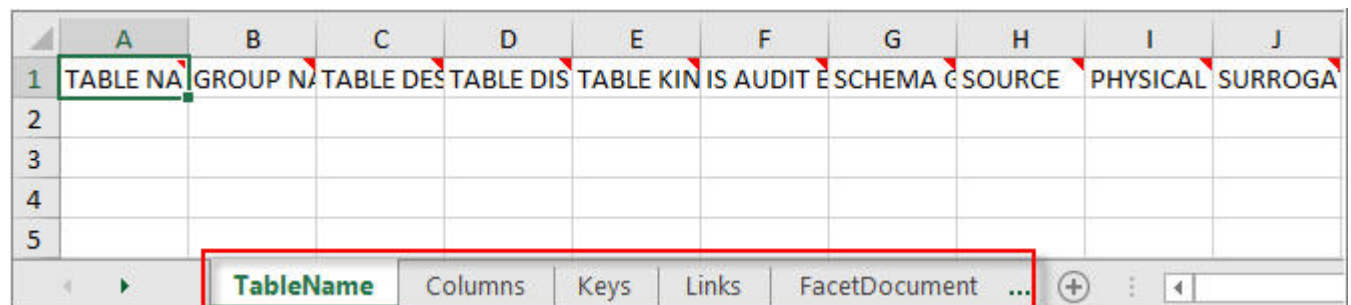 A B C D E F G H I J
1 TABLE NA GROUP NA TABLE DES TABLE DIS TABLE KIN IS AUDIT E SCHEMA G SOURCE PHYSICAL SURROGA
2
3
4
5
TableName Columns Keys Links FacetDocument ...